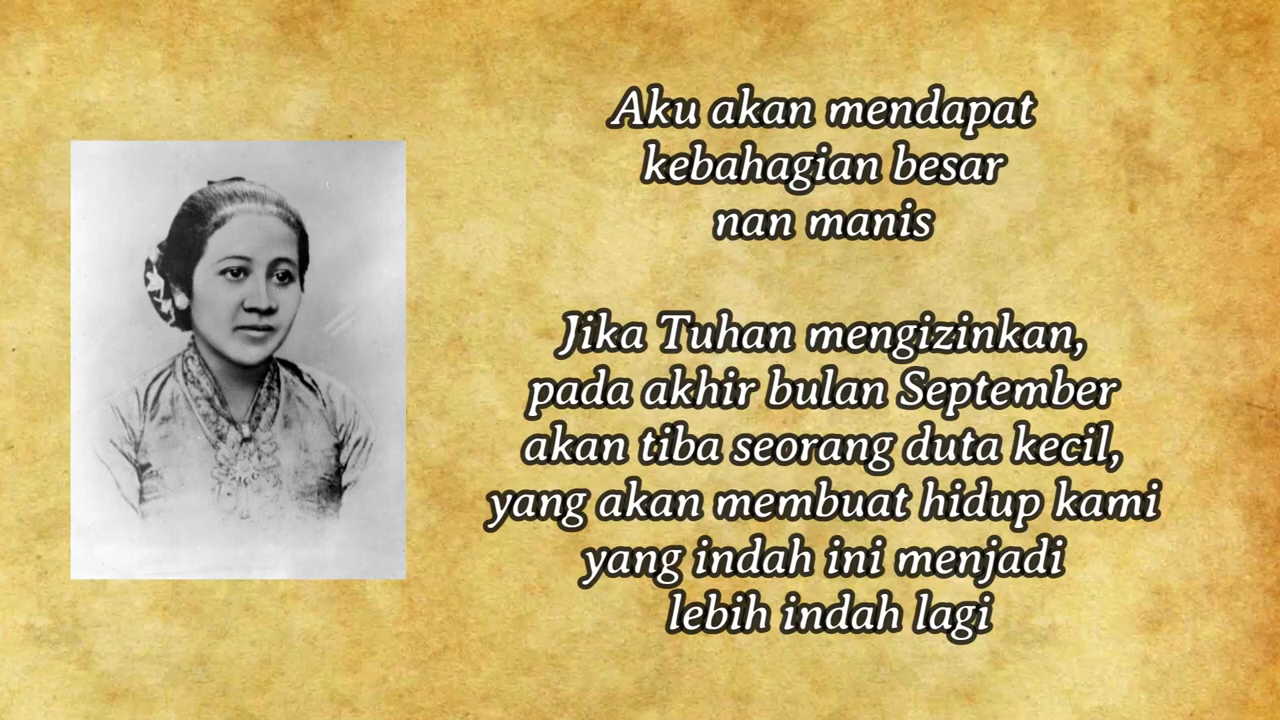 Aku akan mendapat
kebahagian besar
nan manis
Jika Tuhan mengizinkan,
pada akhir bulan September
akan tiba seorang duta kecil,
yang akan membuat hidup kami
yang indah ini menjadi
lebih indah lagi